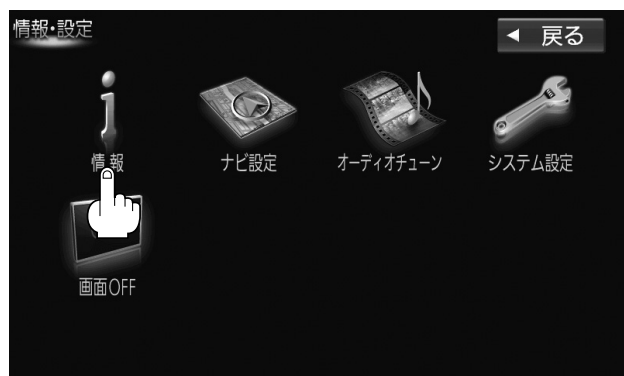 情報・設定
◀ 戻る
情報
ナビ設定
オーディオチューン
システム設定
画面OFF